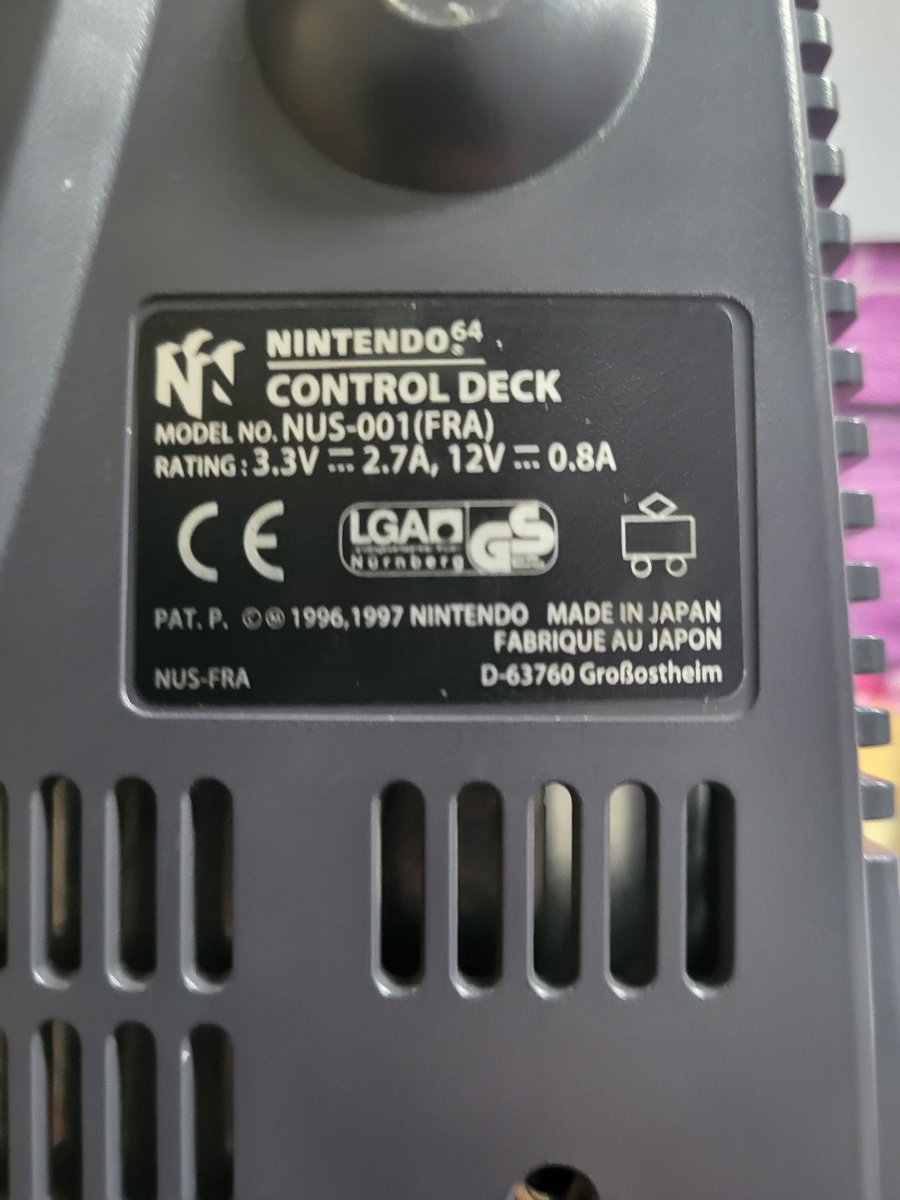 NINTENDO64®
CONTROL DECK
MODEL NO. NUS-001(FRA)
RATING : 3.3V ⎓ 2.7A, 12V ⎓ 0.8A
CE
LGA
Nürnberg
GS
PAT. P. © Ⓜ 1996,1997 NINTENDO MADE IN JAPAN
FABRIQUE AU JAPON
NUS-FRA D-63760 Großostheim